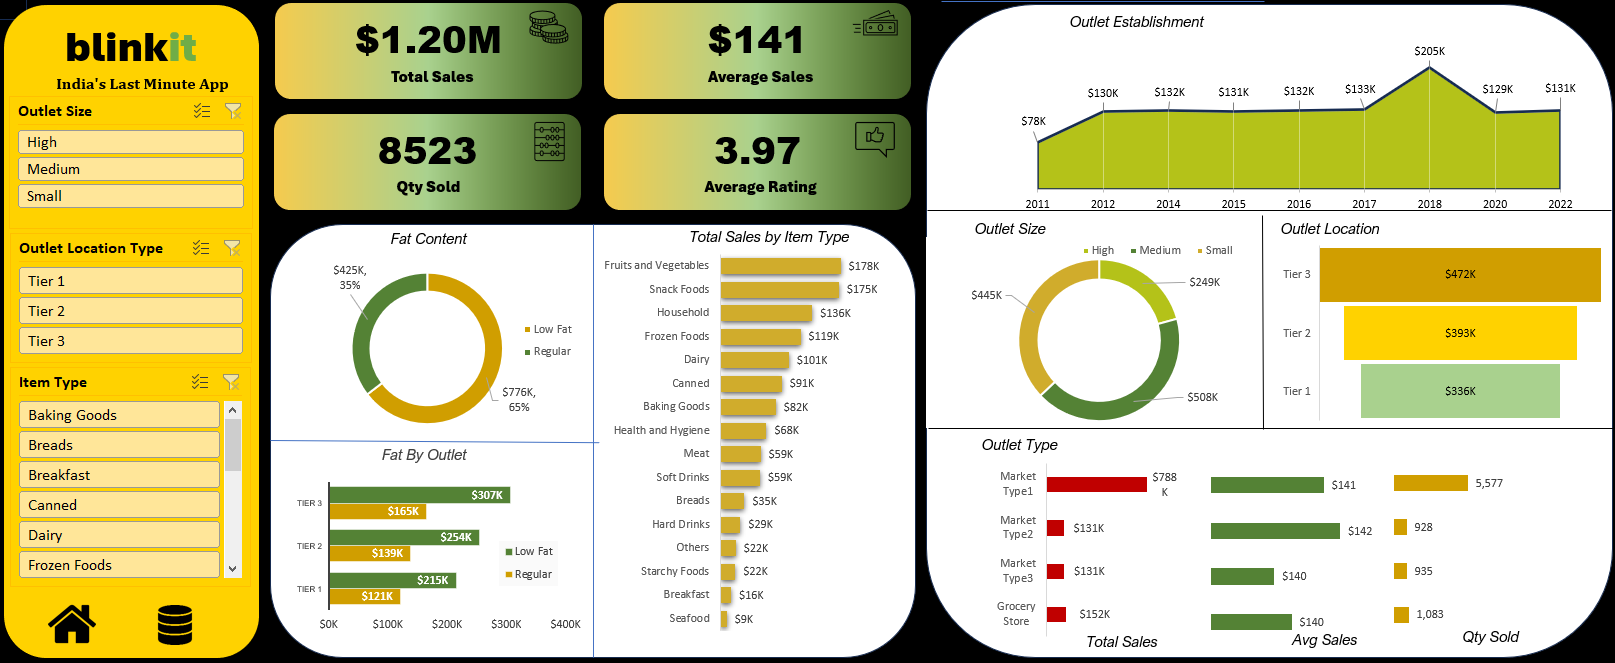 blinkit
India's Last Minute App
Outlet Size
High
Medium
Small
Outlet Location Type
Tier 1
Tier 2
Tier 3
Item Type
Baking Goods
Breads
Breakfast
Canned
Dairy
Frozen Foods
$1.20M
Total Sales
$141
Average Sales
8523
Qty Sold
3.97
Average Rating
Fat Content
$425K,
35%
Low Fat
Regular
$776K,
65%
Fat By Outlet
TIER 3
$307K
$165K
TIER 2
$254K
$139K
TIER 1
$215K
$121K
Low Fat
Regular
$0K $100K $200K $300K $400K
Total Sales by Item Type
Fruits and Vegetables $178K
Snack Foods $175K
Household $136K
Frozen Foods $119K
Dairy $101K
Canned $91K
Baking Goods $82K
Health and Hygiene $68K
Meat $59K
Soft Drinks $59K
Breads $35K
Hard Drinks $29K
Others $22K
Starchy Foods $22K
Breakfast $16K
Seafood $9K
Outlet Establishment
$78K $130K $132K $131K $132K $133K $205K $129K $131K
2011 2012 2014 2015 2016 2017 2018 2020 2022
Outlet Size
High Medium Small
$249K
$445K
$508K
Outlet Location
Tier 3 $472K
Tier 2 $393K
Tier 1 $336K
Outlet Type
Market
Type1
$788
K
$141
5,577
Market
Type2
$131K
$142
928
Market
Type3
$131K
$140
935
Grocery
Store
$152K
$140
1,083
Total Sales
Avg Sales
Qty Sold